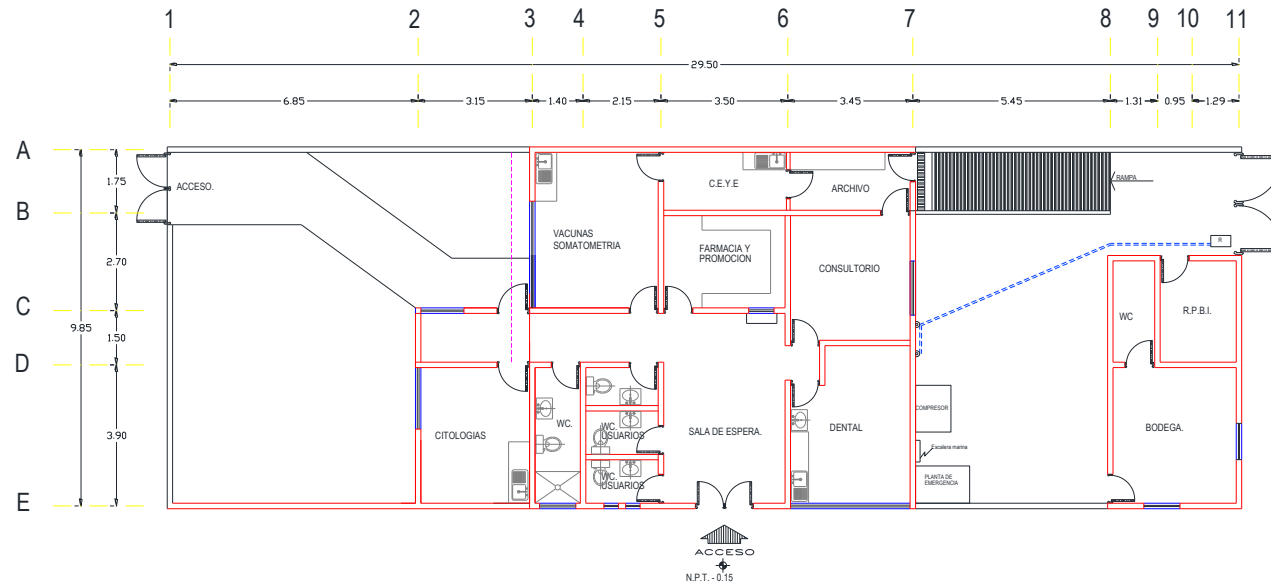 1 2 3 4 5 6 7 8 9 10 11
29.50
6.85 3.15 1.40 2.15 3.50 3.45 5.45 1.31 0.95 1.29
A
B
C
D
E
9.85
1.75
2.70
1.50
3.90
ACCESO.
VACUNAS
SOMATOMETRIA
C.E.Y.E
ARCHIVO
RAMPA
FARMACIA Y
PROMOCION
CONSULTORIO
R
WC
R.P.B.I.
CITOLOGIAS
WC.
WC.
USUARIOS
WC.
USUARIOS
SALA DE ESPERA.
DENTAL
COMPRESOR
Escalera marina
PLANTA DE
EMERGENCIA
BODEGA.
ACCESO
N.P.T. - 0.15